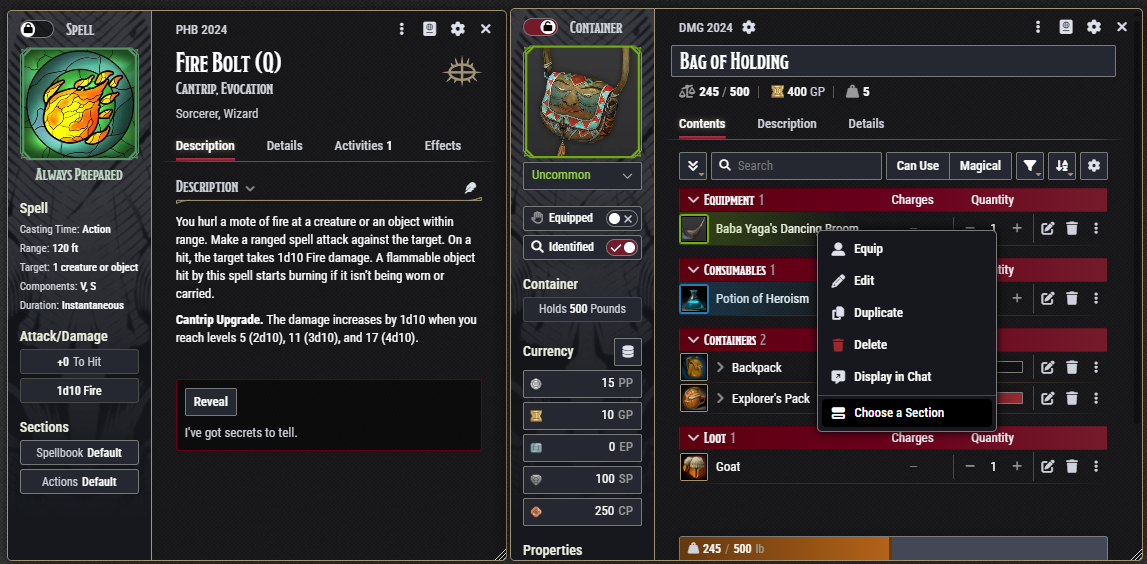 SPELL
PHB 2024
FIRE BOLT (Q)
CANTRIP, EVOCATION
Sorcerer, Wizard
Description
Details
Activities 1
Effects
ALWAYS PREPARED
Spell
Casting Time: Action
Range: 120 ft
Target: 1 creature or object
Components: V, S
Duration: Instantaneous
Attack/Damage
+0 To Hit
1d10 Fire
Sections
Spellbook Default
Actions Default
DESCRIPTION
You hurl a mote of fire at a creature or an object within
range. Make a ranged spell attack against the target. On a
hit, the target takes 1d10 Fire damage. A flammable object
hit by this spell starts burning if it isn't being worn or
carried.
Cantrip Upgrade. The damage increases by 1d10 when you
reach levels 5 (2d10), 11 (3d10), and 17 (4d10).
Reveal
I've got secrets to tell.
CONTAINER
DMG 2024
BAG OF HOLDING
245 / 500
400 GP
5
Contents
Description
Details
Uncommon
Equipped
Identified
Container
Holds 500 Pounds
Currency
15 PP
10 GP
0 EP
100 SP
250 CP
Properties
Search
Can Use
Magical
EQUIPMENT 1 Charges Quantity
Baba Yaga's Dancing Broom – 1 +
CONSUMABLES 1
Potion of Heroism +
CONTAINERS 2
Backpack
Explorer's Pack
LOOT 1 Charges Quantity
Goat – − 1 +
245 / 500 lb
Equip
Edit
Duplicate
Delete
Display in Chat
Choose a Section